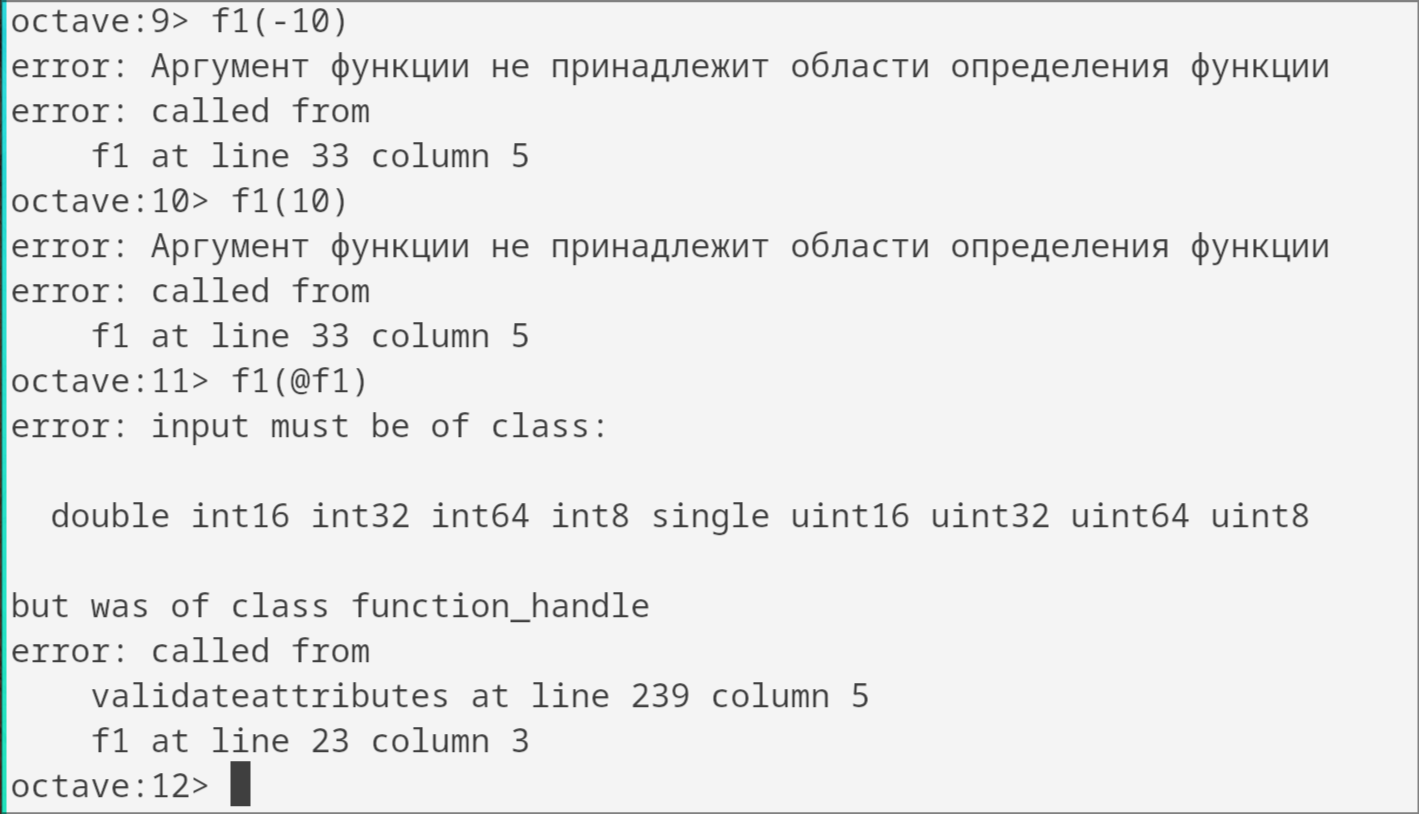 octave:9> f1(-10)
error: Аргумент функции не принадлежит области определения функции
error: called from
    f1 at line 33 column 5
octave:10> f1(10)
error: Аргумент функции не принадлежит области определения функции
error: called from
    f1 at line 33 column 5
octave:11> f1(@f1)
error: input must be of class:

  double int16 int32 int64 int8 single uint16 uint32 uint64 uint8

but was of class function_handle
error: called from
    validateattributes at line 239 column 5
    f1 at line 23 column 3
octave:12>